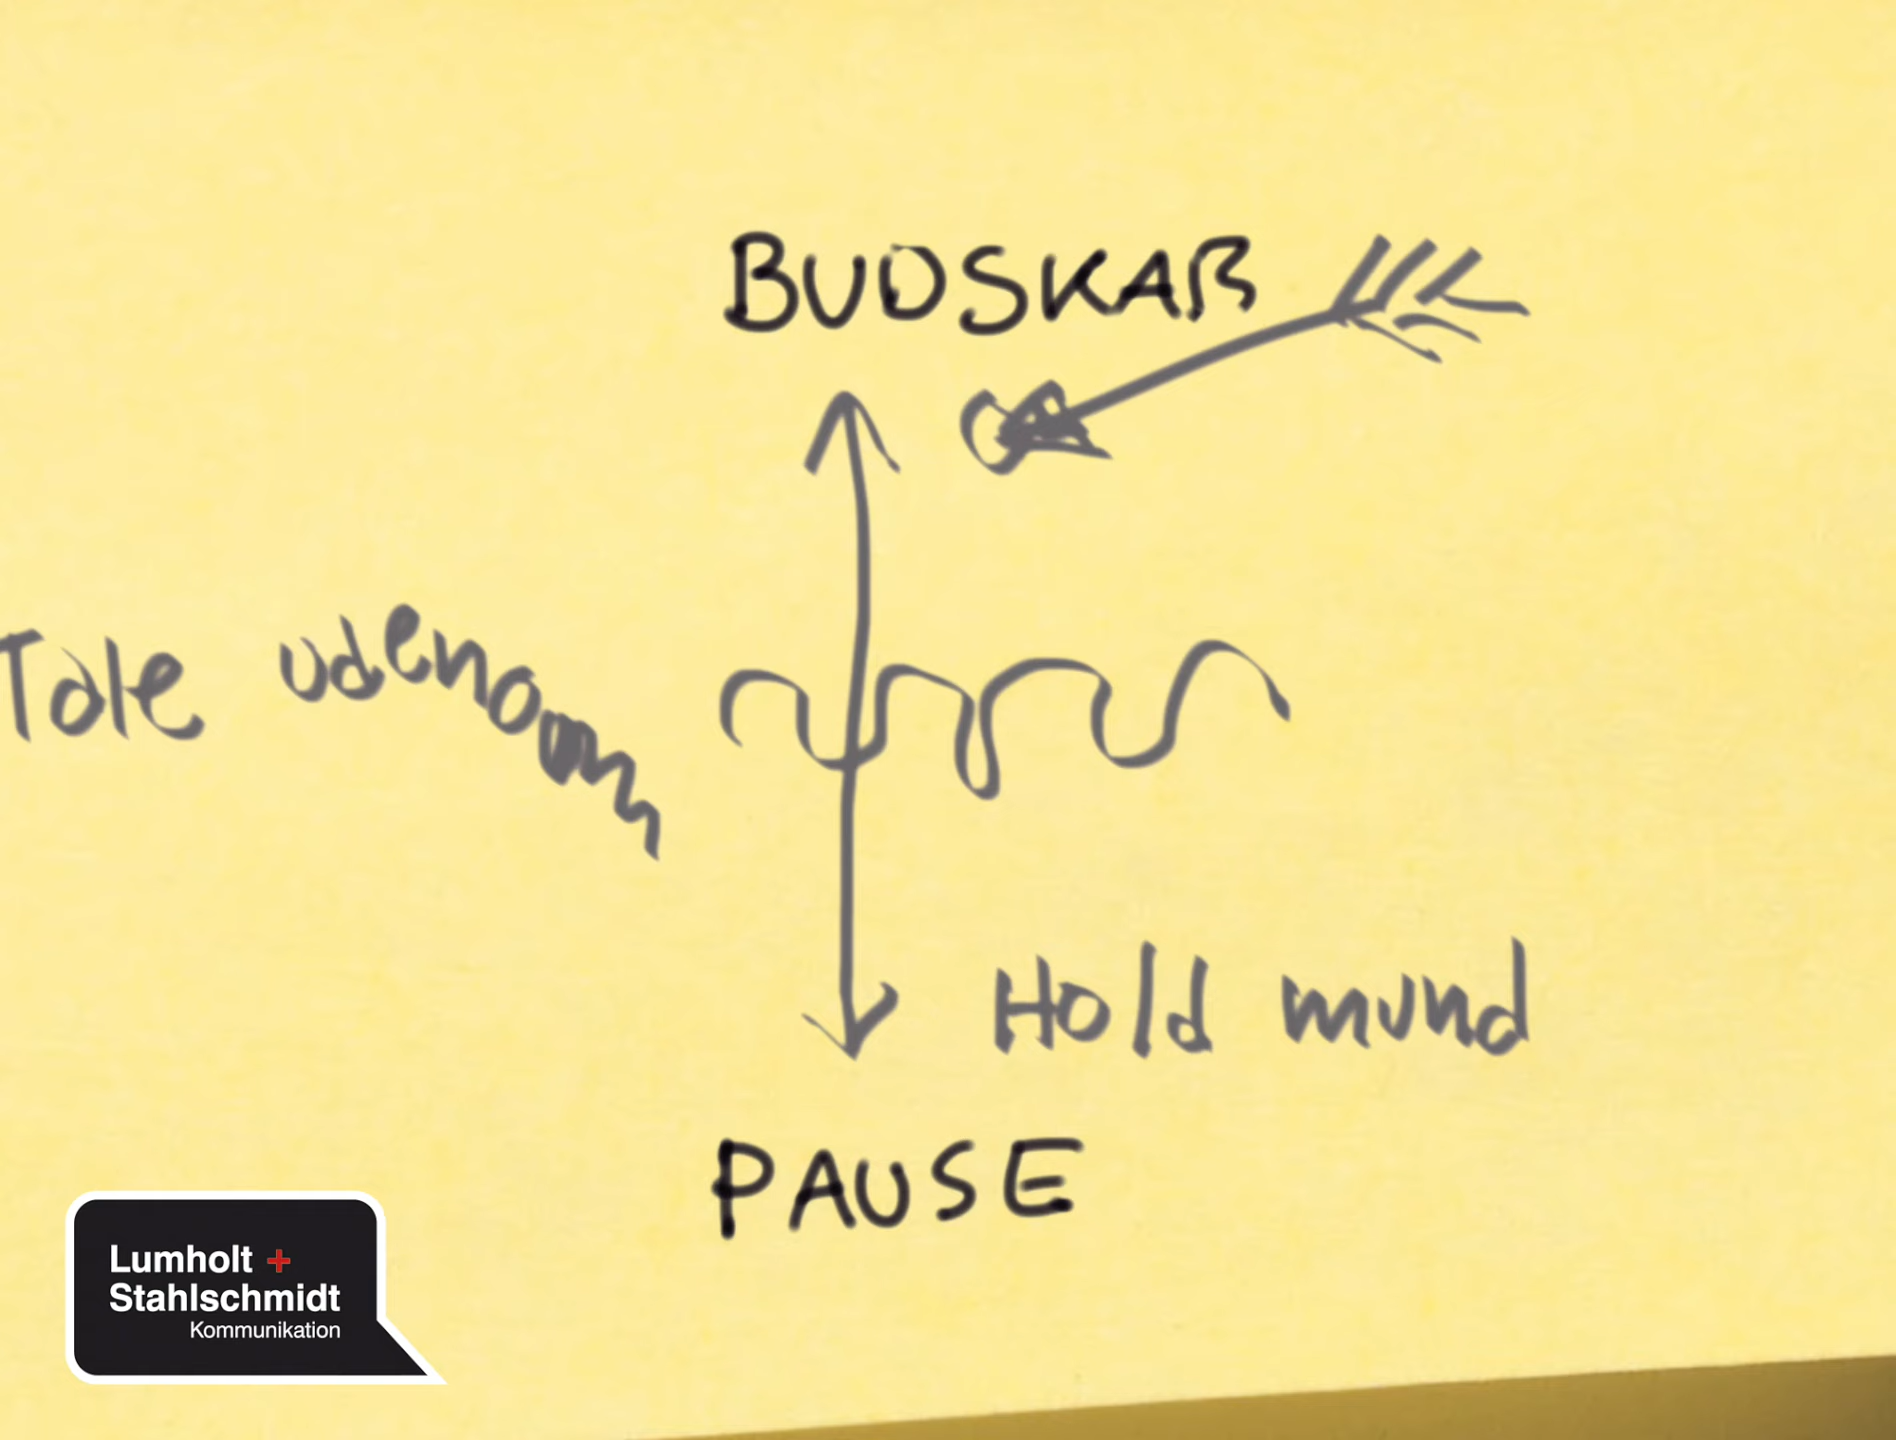 BUDSKAB
Tale udenom
Hold mund
PAUSE
Lumholt +
Stahlschmidt
Kommunikation